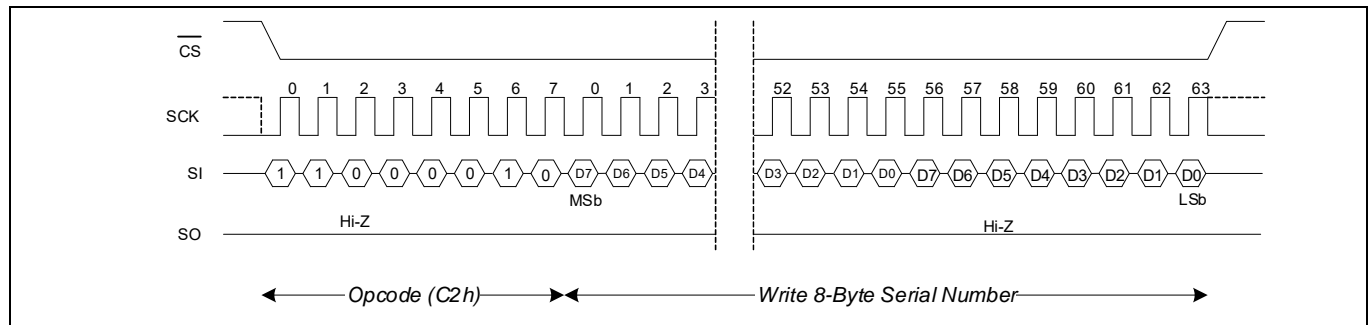 CS
0 1 2 3 4 5 6 7 0 1 2 3 52 53 54 55 56 57 58 59 60 61 62 63
SCK
SI 1 1 0 0 0 0 1 0 D7 D6 D5 D4 D3 D2 D1 D0 D7 D6 D5 D4 D3 D2 D1 D0
MSb LSb
Hi-Z Hi-Z
SO
Opcode (C2h) Write 8-Byte Serial Number